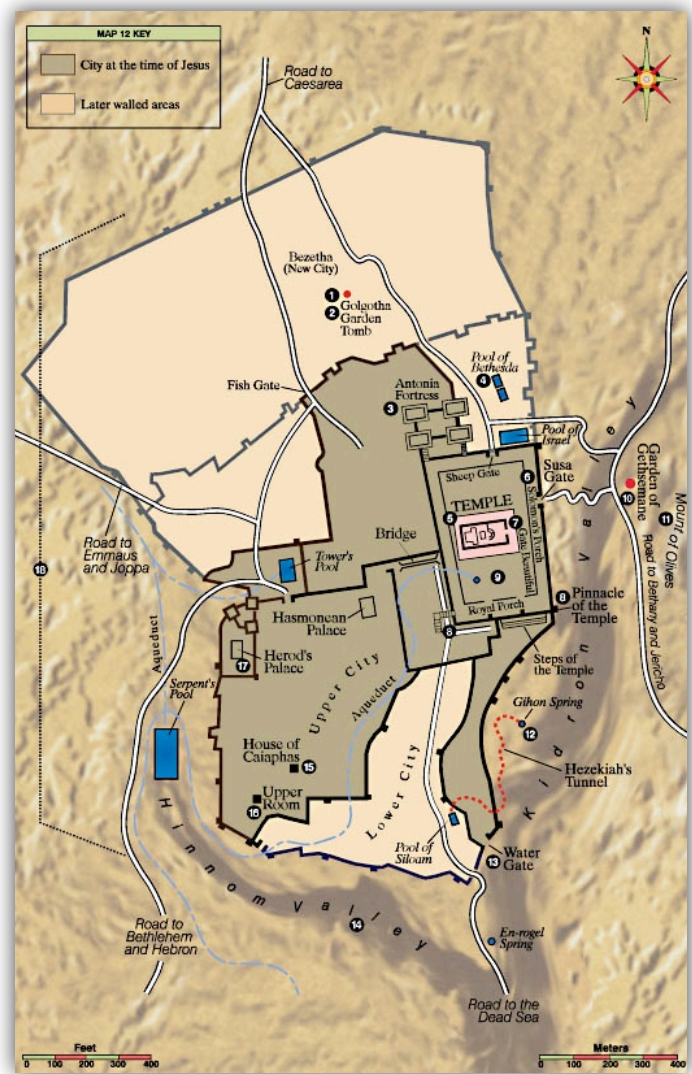 MAP 12 KEY
City at the time of Jesus
Later walled areas
N
Road to
Caesarea
Bezetha
(New City)
1
2
Golgotha
Garden
Tomb
Fish Gate
Antonia
Fortress
3
Pool of
Bethesda
4
Pool of
Israel
Sheep Gate
6
Susa
Gate
Garden of
Gethsemane
10
Mount of Olives
11
TEMPLE
5
7
Solomon's Porch
Gate Beautiful
Road to Bethany and Jericho
Road to
Emmaus
and Joppa
18
Tower's
Pool
Bridge
9
Royal Porch
8
Pinnacle
of the
Temple
8
Hasmonean
Palace
Steps of
the Temple
Aqueduct
Herod's
Palace
17
Upper City
Aqueduct
Serpent's
Pool
Gihon Spring
12
Hezekiah's
Tunnel
Kidron Valley
House of
Caiaphas
15
Upper
Room
16
Lower City
Pool of
Siloam
Water
Gate
13
Hinnom Valley
14
Road to
Bethlehem
and Hebron
En-rogel
Spring
Road to the
Dead Sea
Feet
0 100 200 300 400
Meters
0 100 200 300 400